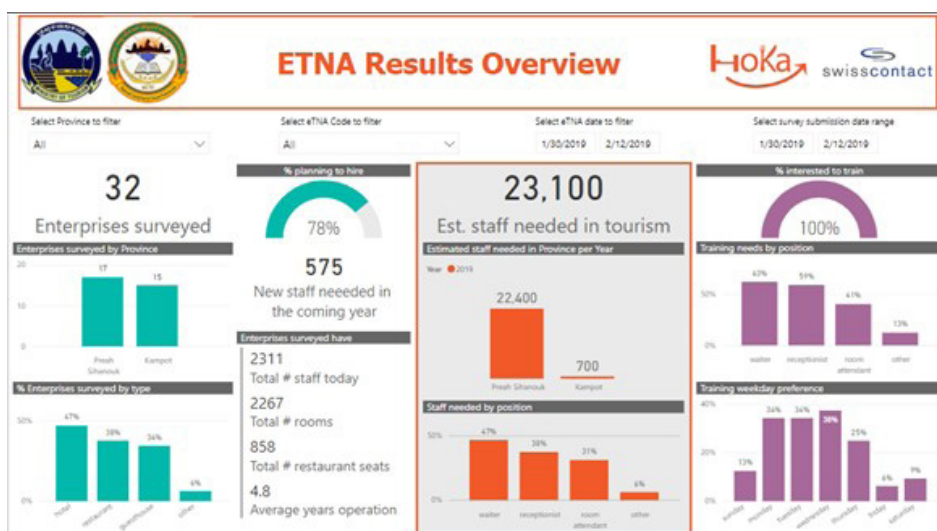 ETNA Results Overview
HoKa
swisscontact
Select Province to filter
All
Select eTNA Code to filter
All
Select eTNA date to filter
1/30/2019 2/12/2019
Select survey submission date range
1/30/2019 2/12/2019
32
Enterprises surveyed
Enterprises surveyed by Province
20
10
0
17
15
Preah
Sihanouk
Kampot
% Enterprises surveyed by type
50%
0%
47%
38%
34%
6%
hotel
restaurant
guesthouse
other
% planning to hire
78%
575
New staff neeeded in
the coming year
Enterprises surveyed have
2311
Total # staff today
2267
Total # rooms
858
Total # restaurant seats
4.8
Average years operation
23,100
Est. staff needed in tourism
Estimated staff needed in Province per Year
Year 2019
22,400
700
Preah Sihanouk
Kampot
Staff needed by position
50%
0%
47%
38%
31%
6%
waiter
receptionist
room
attendant
other
% interested to train
100%
Training needs by position
50%
0%
63%
59%
41%
13%
waiter
receptionist
room
attendant
other
Training weekday preference
40%
20%
0%
13%
34%
34%
38%
25%
6%
9%
sunday
monday
tuesday
wednesday
thursday
friday
saturday